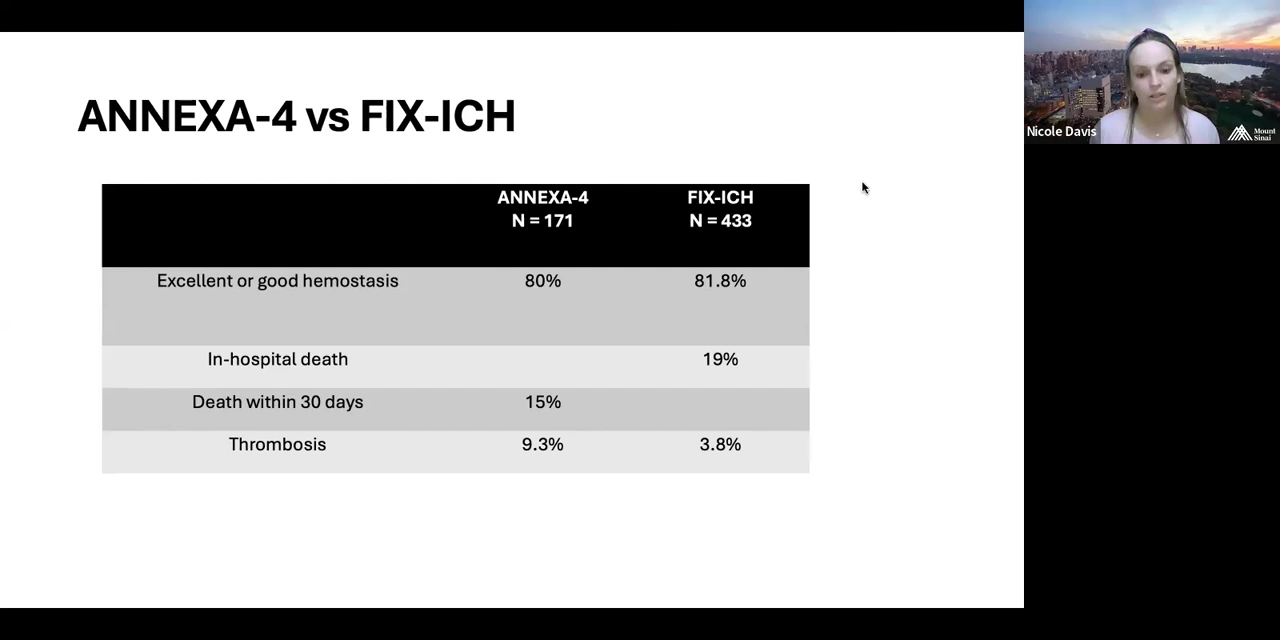 ANNEXA-4 vs FIX-ICH
ANNEXA-4 FIX-ICH
N = 171 N = 433
Excellent or good hemostasis 80% 81.8%
In-hospital death 19%
Death within 30 days 15%
Thrombosis 9.3% 3.8%
Nicole Davis
Mount
Sinai